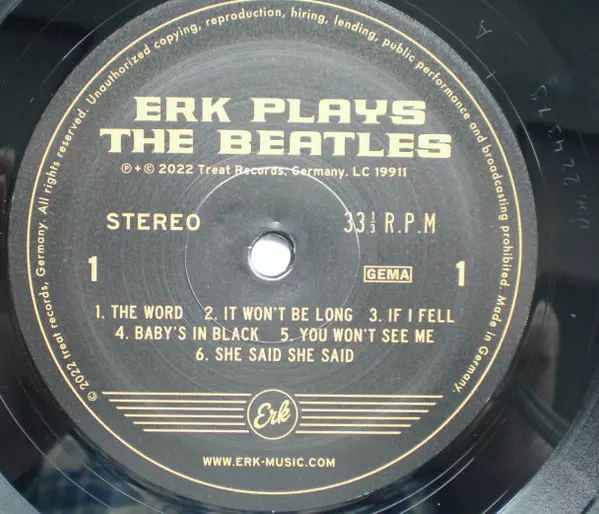 © 2022 treat records, Germany. All rights reserved. Unauthorized copying, reproduction, hiring, lending, public performance and broadcasting prohibited. Made in Germany.
ERK PLAYS
THE BEATLES
℗ + © 2022 Treat Records, Germany. LC 19911
STEREO 33 1/3 R.P.M
1 GEMA 1
1. THE WORD 2. IT WON'T BE LONG 3. IF I FELL
4. BABY'S IN BLACK 5. YOU WON'T SEE ME
6. SHE SAID SHE SAID
Erk
WWW.ERK-MUSIC.COM